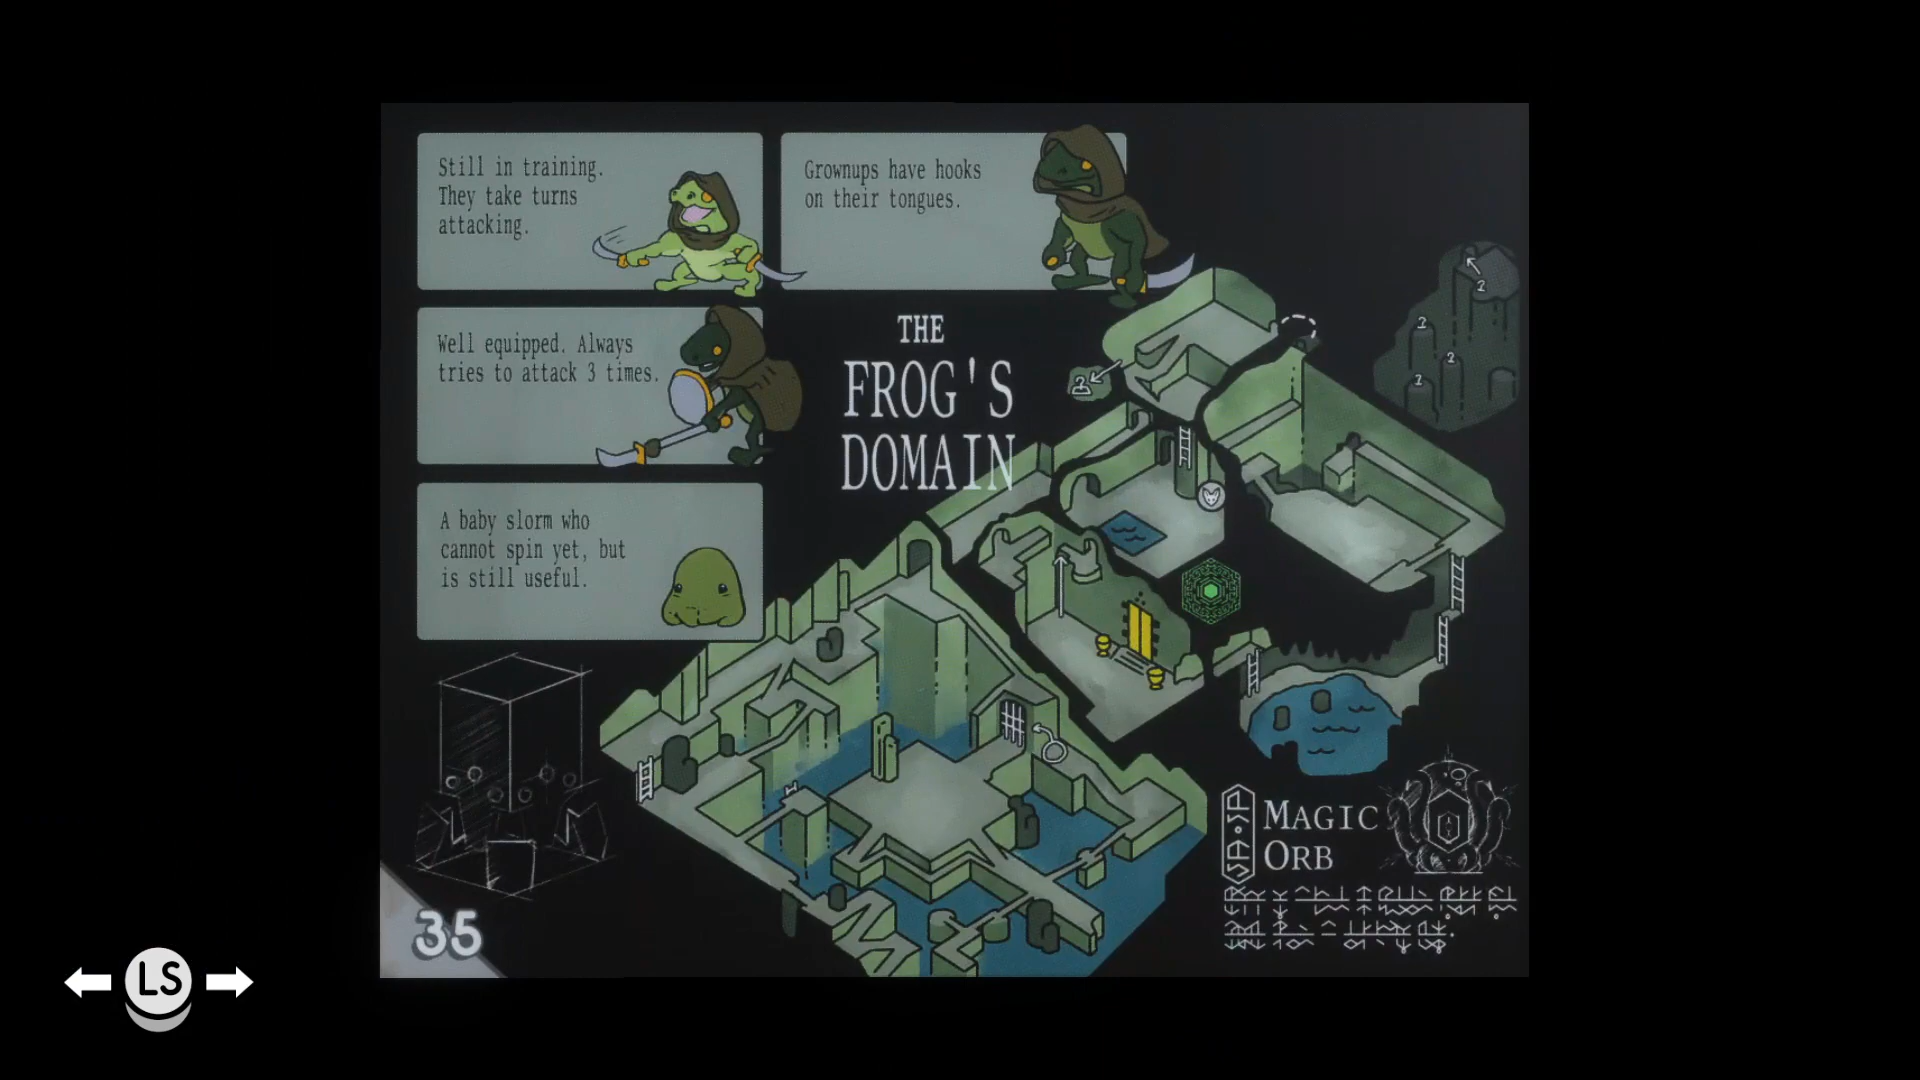 Still in training.
They take turns
attacking.
Grownups have hooks
on their tongues.
Well equipped. Always
tries to attack 3 times.
THE
FROG'S
DOMAIN
A baby slorm who
cannot spin yet, but
is still useful.
MAGIC
ORB
35
LS